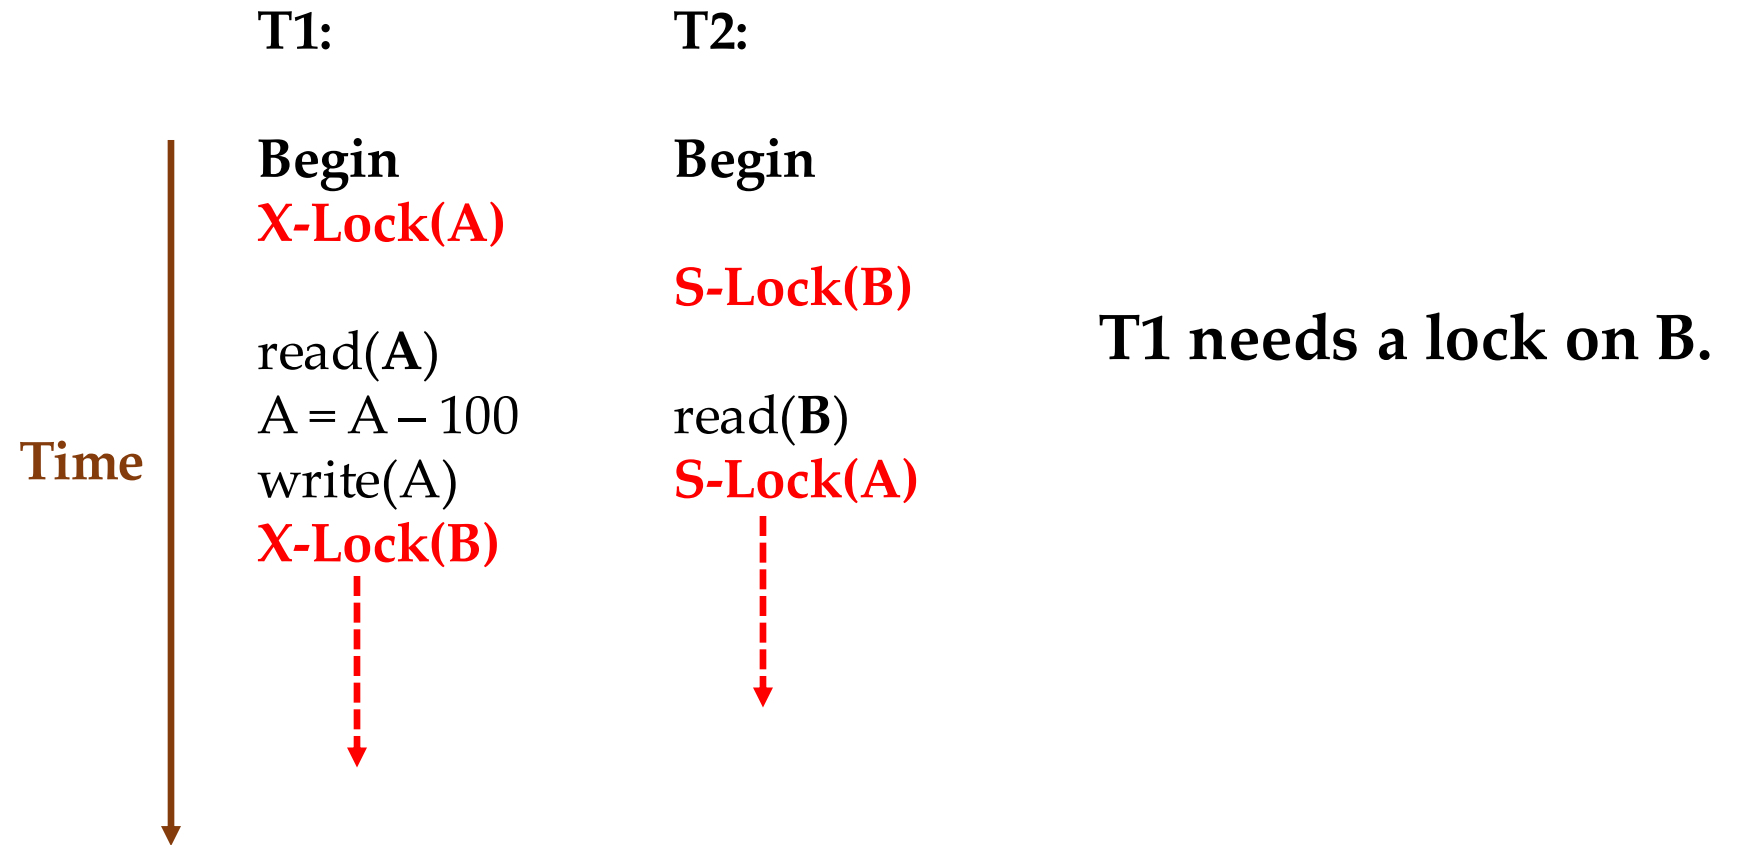 T1: T2:
Begin Begin
X-Lock(A)
S-Lock(B)
T1 needs a lock on B.
read(A)
A = A – 100 read(B)
Time
write(A) S-Lock(A)
X-Lock(B)